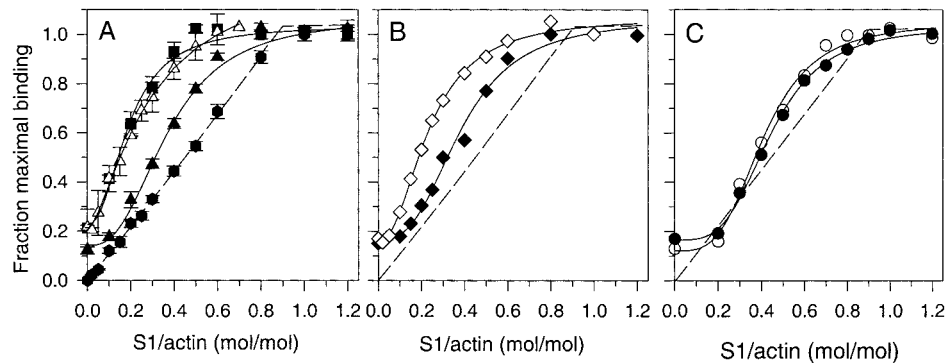 A
B
C
Fraction maximal binding
1.0
0.8
0.6
0.4
0.2
0.0
0.0 0.2 0.4 0.6 0.8 1.0 1.2
0.0 0.2 0.4 0.6 0.8 1.0 1.2
0.0 0.2 0.4 0.6 0.8 1.0 1.2
S1/actin (mol/mol)
S1/actin (mol/mol)
S1/actin (mol/mol)